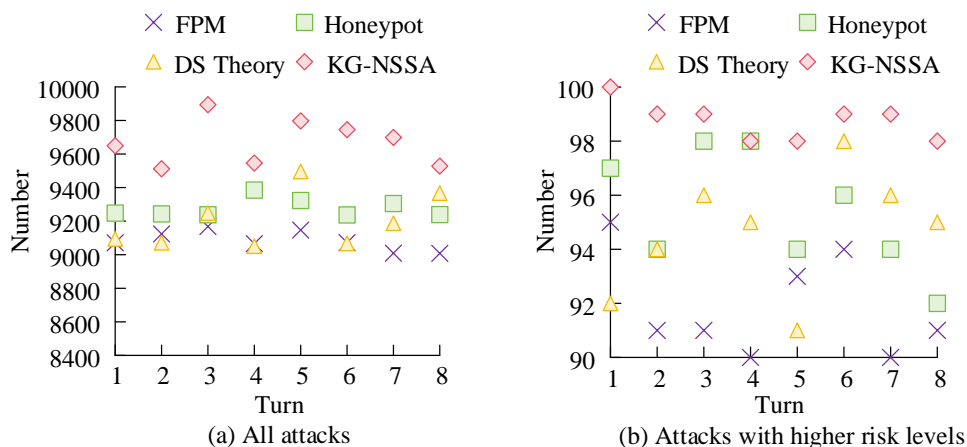 FPM
Honeypot
DS Theory
KG-NSSA
10000
9800
9600
9400
9200
9000
8800
8600
8400
Number
1 2 3 4 5 6 7 8
Turn
(a) All attacks
FPM
Honeypot
DS Theory
KG-NSSA
100
98
96
94
92
90
Number
1 2 3 4 5 6 7 8
Turn
(b) Attacks with higher risk levels